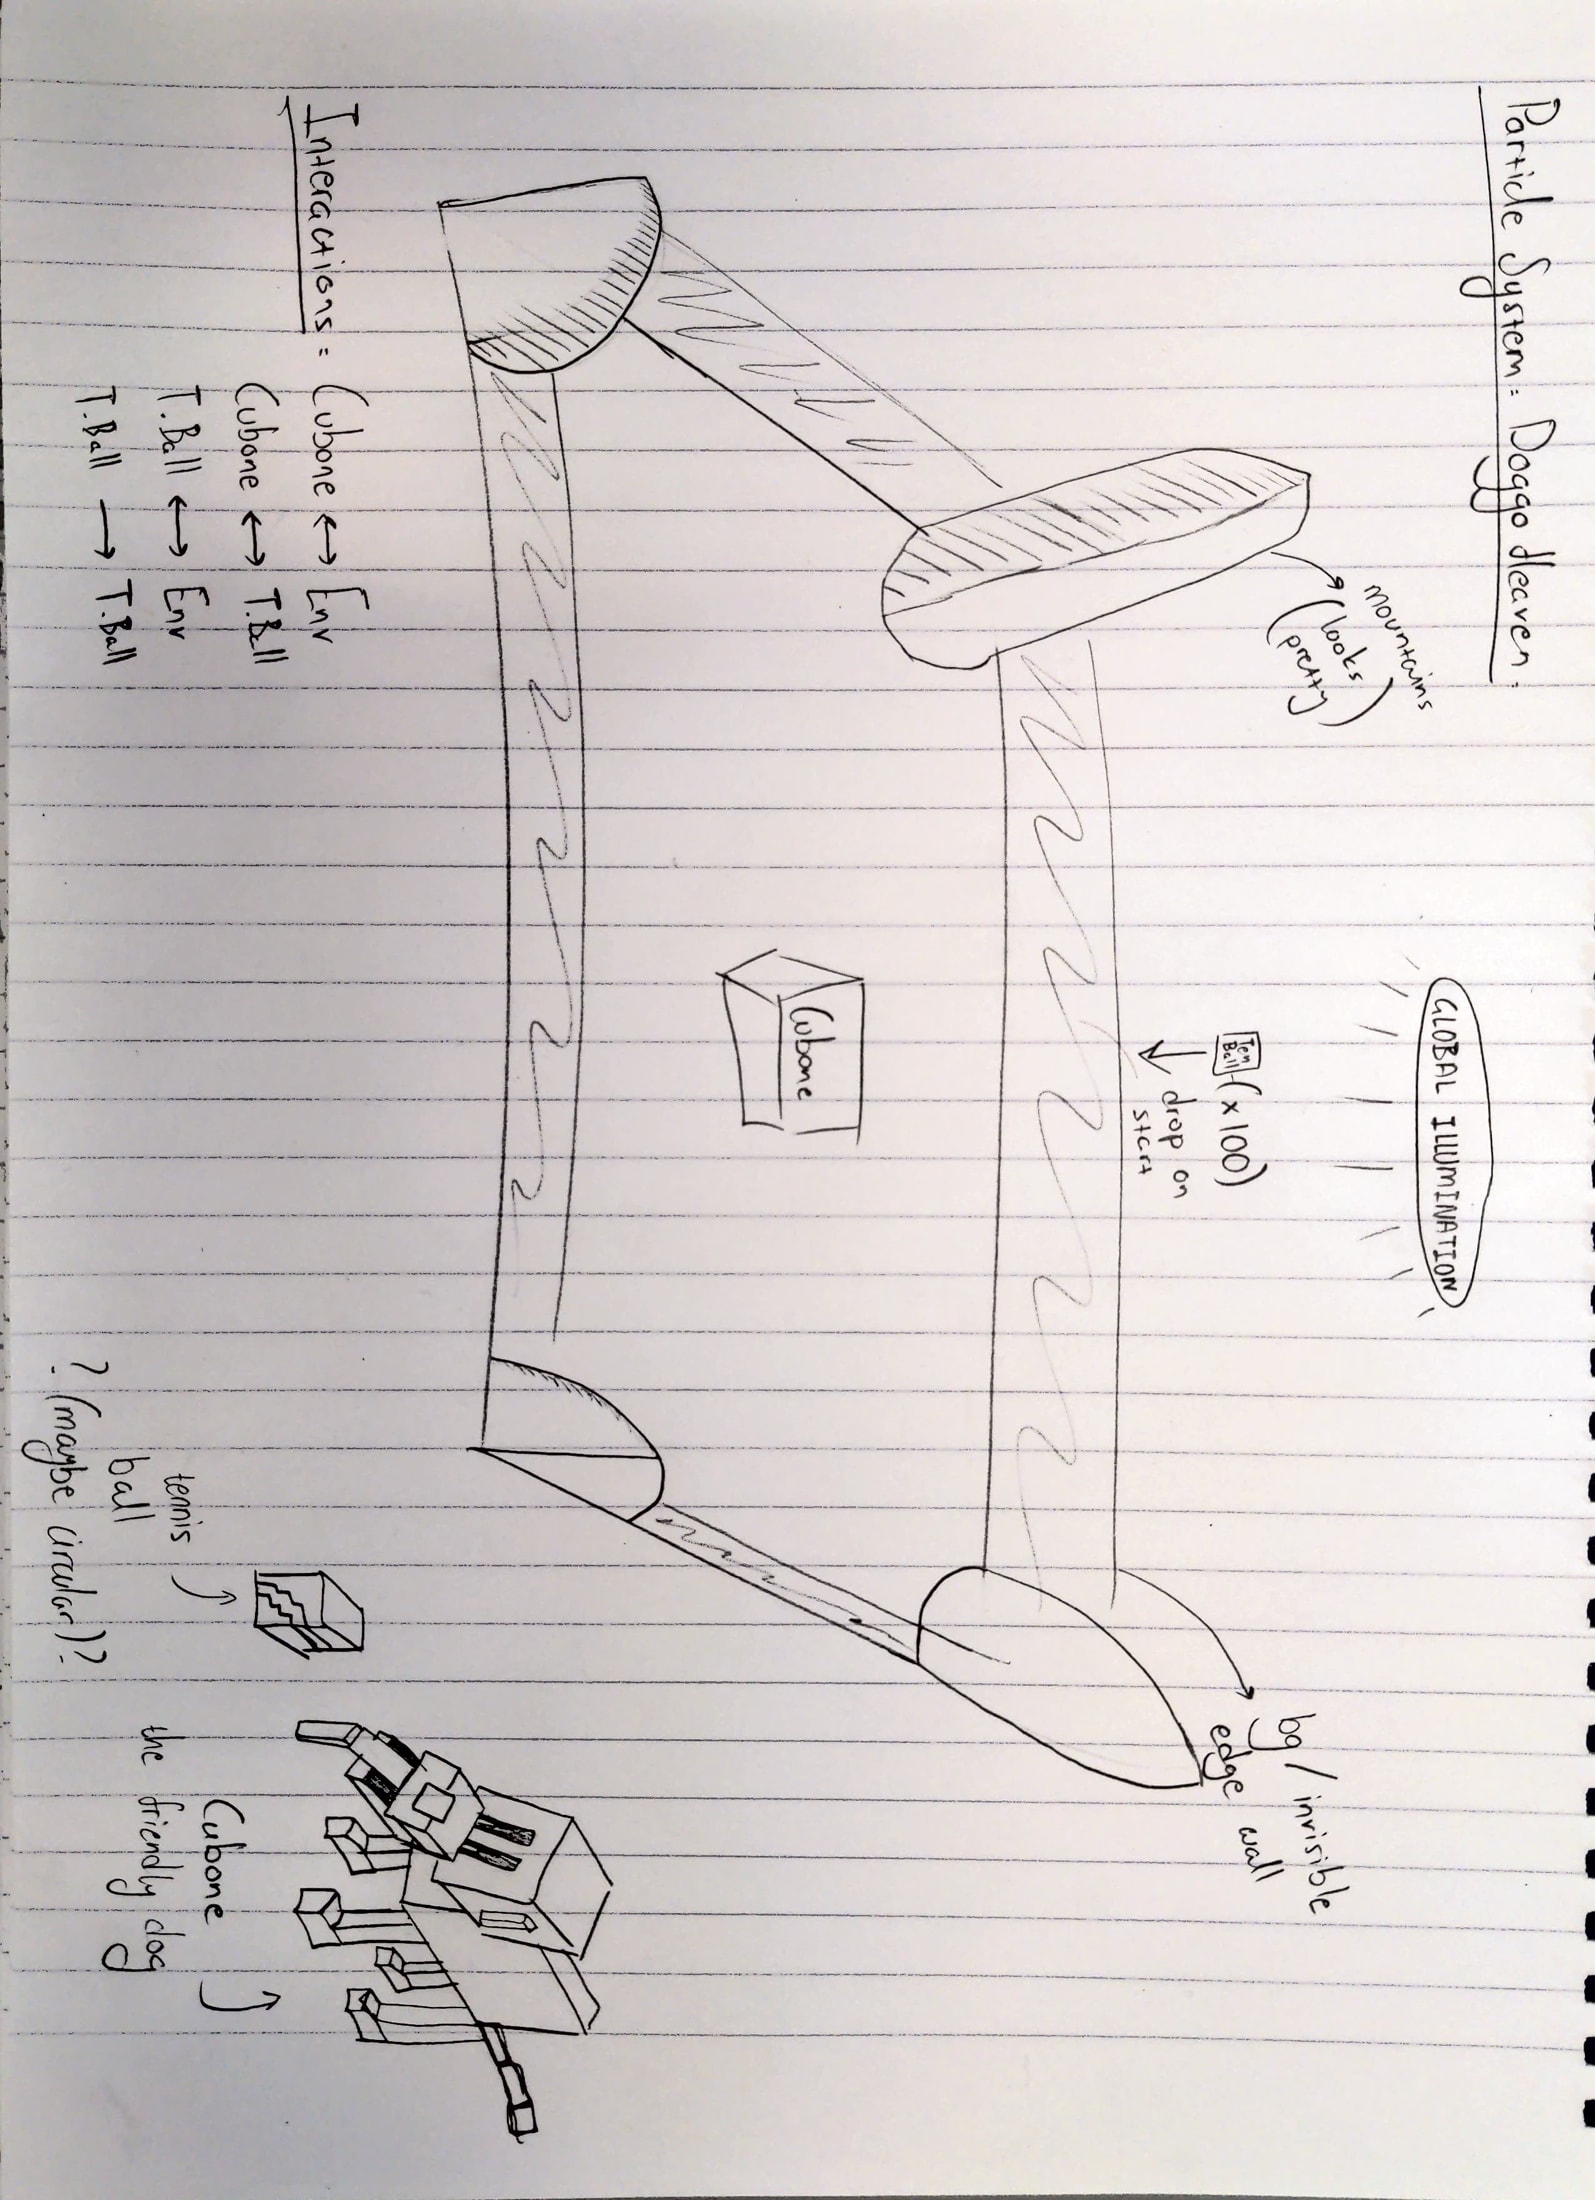 Particle System: Doggo Heaven.
GLOBAL ILLUMINATION
mountains
(looks
pretty)
bg / invisible
edge wall
Ten
Ball
(x100)
drop on
start
Cubone
Interactions: Cubone ↔ Env
Cubone ↔ T.Ball
T.Ball ↔ Env
T.Ball → T.Ball
tennis
ball
? (maybe circular)?
Cubone
the friendly dog